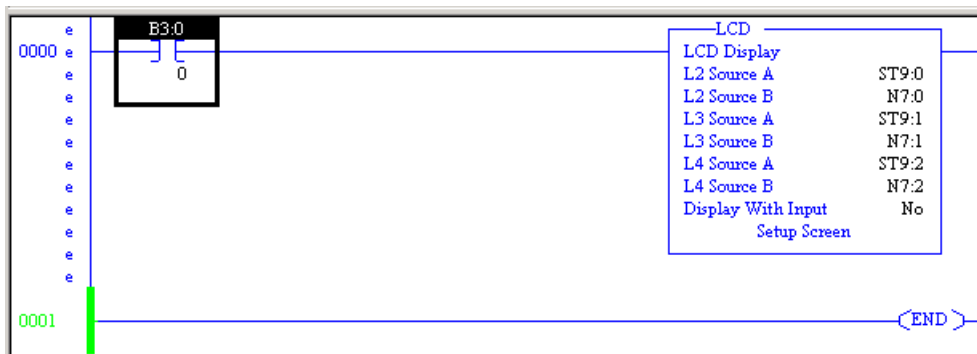 e
B3:0
LCD
0000 e
LCD Display
e
0
L2 Source A ST9:0
e
L2 Source B N7:0
e
L3 Source A ST9:1
e
L3 Source B N7:1
e
L4 Source A ST9:2
e
L4 Source B N7:2
e
Display With Input No
e
Setup Screen
e
e
0001
END